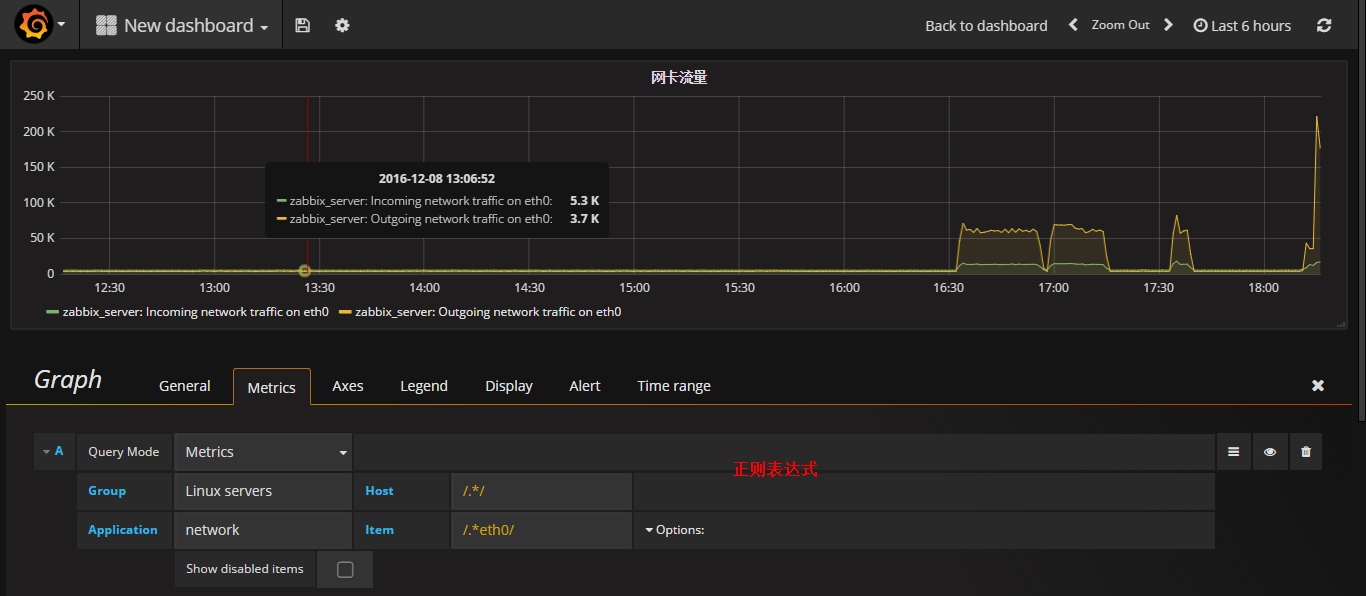 New dashboard
Back to dashboard Zoom Out Last 6 hours
网卡流量
250 K
200 K
150 K
100 K
50 K
0
2016-12-08 13:06:52
zabbix_server: Incoming network traffic on eth0: 5.3 K
zabbix_server: Outgoing network traffic on eth0: 3.7 K
12:30 13:00 13:30 14:00 14:30 15:00 15:30 16:00 16:30 17:00 17:30 18:00
zabbix_server: Incoming network traffic on eth0 zabbix_server: Outgoing network traffic on eth0
Graph General Metrics Axes Legend Display Alert Time range
A Query Mode Metrics
正则表达式
Group Linux servers Host /.*/
Application network Item /.*eth0/ Options:
Show disabled items